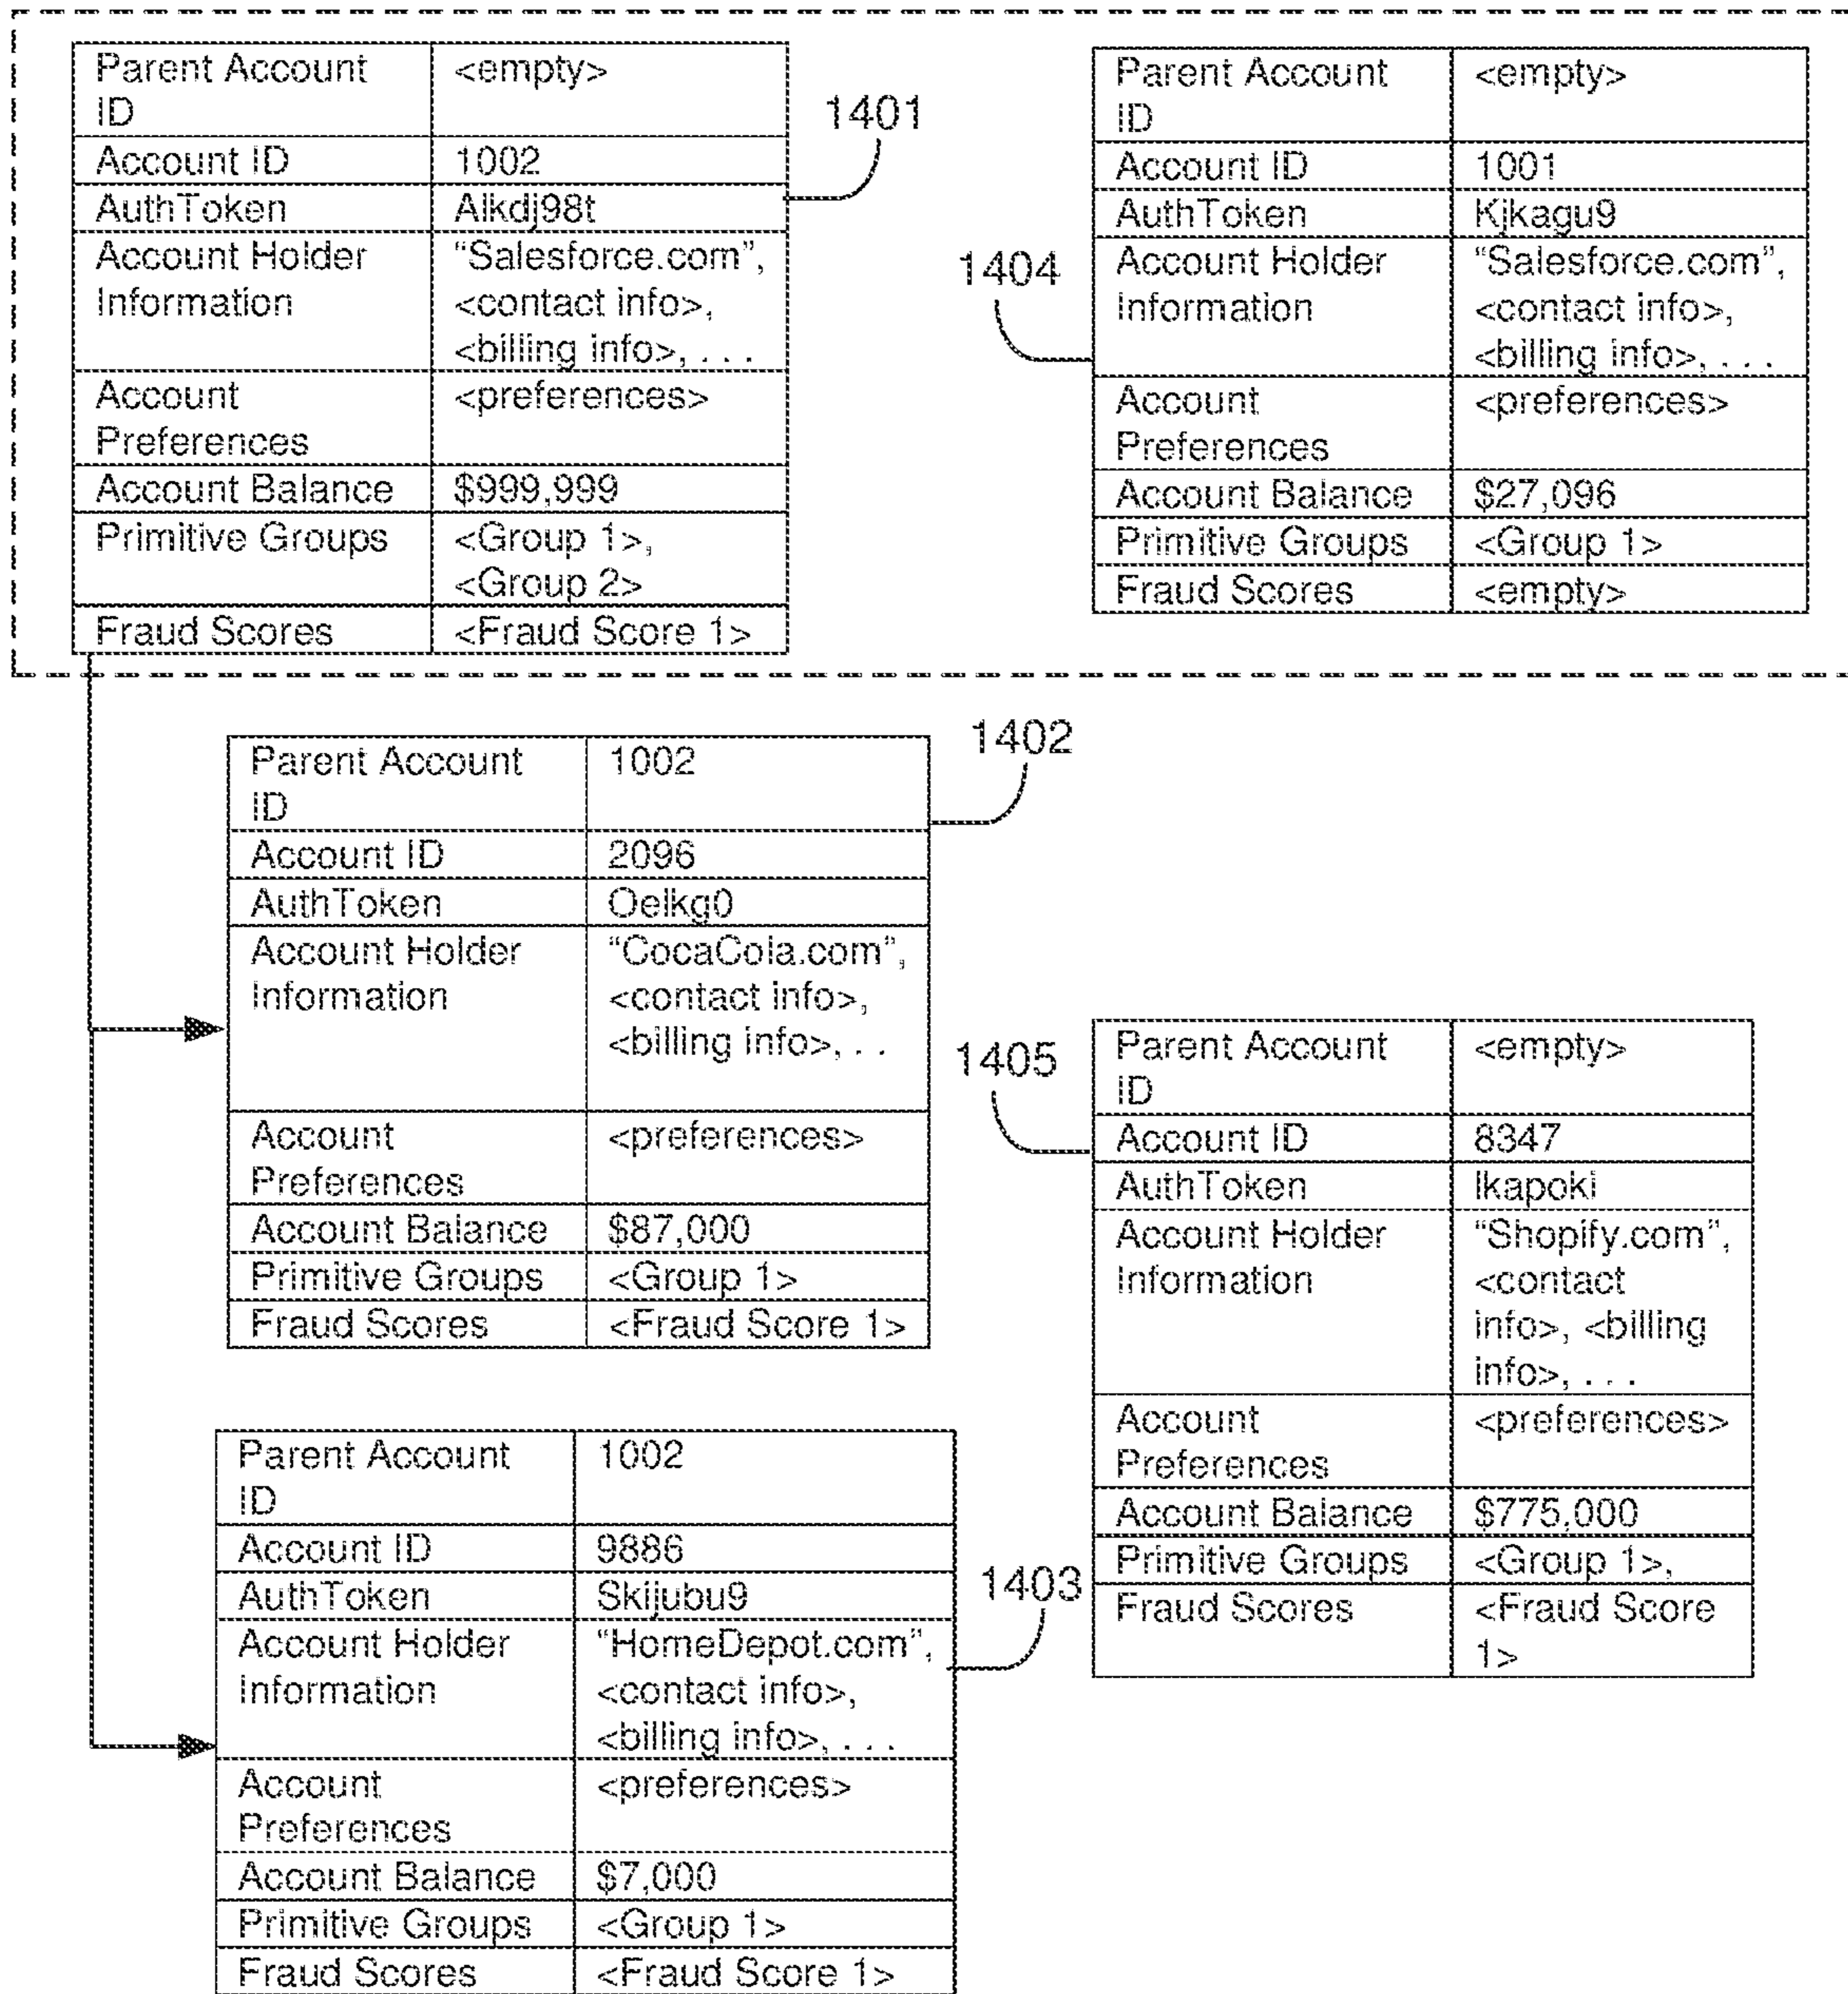 Parent Account <empty>
ID
Account ID 1002
AuthToken Alkdj98t
Account Holder "Salesforce.com",
Information <contact info>,
<billing info>, . . .
Account <preferences>
Preferences
Account Balance $999,999
Primitive Groups <Group 1>,
<Group 2>
Fraud Scores <Fraud Score 1>
1401
1404
Parent Account <empty>
ID
Account ID 1001
AuthToken Kjkagu9
Account Holder "Salesforce.com",
Information <contact info>,
<billing info>, . . .
Account <preferences>
Preferences
Account Balance $27,096
Primitive Groups <Group 1>
Fraud Scores <empty>
1402
Parent Account 1002
ID
Account ID 2096
AuthToken Oelkg0
Account Holder "CocaCola.com",
Information <contact info>,
<billing info>, . .
Account <preferences>
Preferences
Account Balance $87,000
Primitive Groups <Group 1>
Fraud Scores <Fraud Score 1>
1405
Parent Account <empty>
ID
Account ID 8347
AuthToken Ikapoki
Account Holder "Shopify.com",
Information <contact
info>, <billing
info>, . . .
Account <preferences>
Preferences
Account Balance $775,000
Primitive Groups <Group 1>,
Fraud Scores <Fraud Score
1>
Parent Account 1002
ID
Account ID 9886
AuthToken Skijubu9
Account Holder "HomeDepot.com",
Information <contact info>,
<billing info>, . . .
Account <preferences>
Preferences
Account Balance $7,000
Primitive Groups <Group 1>
Fraud Scores <Fraud Score 1>
1403